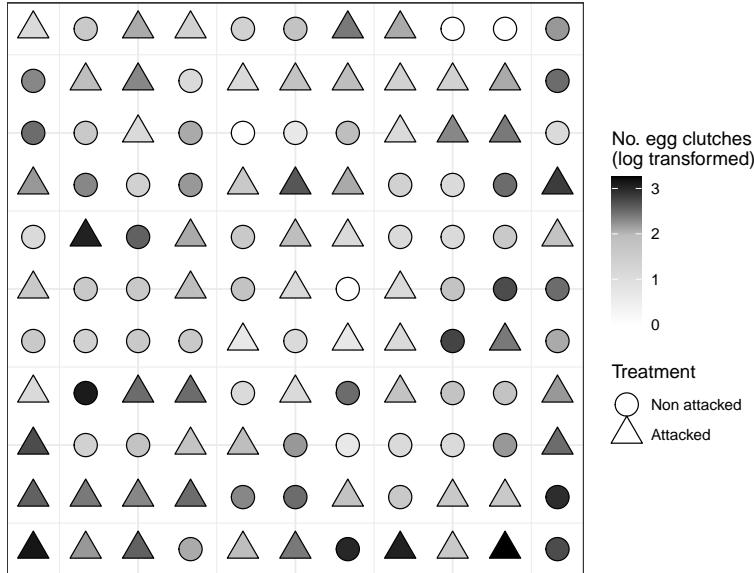 No. egg clutches
(log transformed)
3
2
1
0
Treatment
Non attacked
Attacked